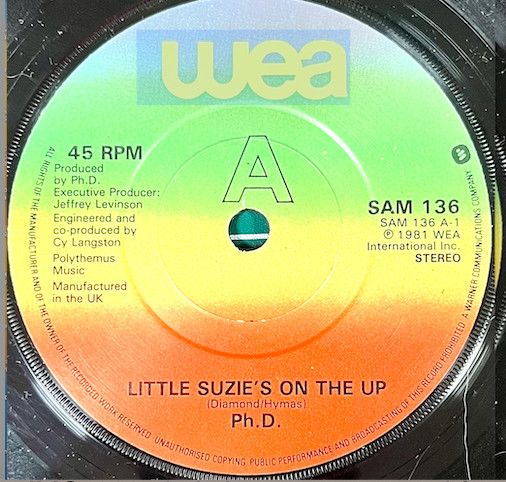 wea
A
45 RPM
Produced
by Ph.D.
Executive Producer:
Jeffrey Levinson
Engineered and
co-produced by
Cy Langston
Polythemus
Music
Manufactured
in the UK
SAM 136
SAM 136 A-1
℗ 1981 WEA
International Inc.
STEREO
LITTLE SUZIE'S ON THE UP
(Diamond/Hymas)
Ph.D.
ALL RIGHTS OF THE MANUFACTURER AND OF THE OWNER OF THE RECORDED WORK RESERVED UNAUTHORISED COPYING PUBLIC PERFORMANCE AND BROADCASTING OF THIS RECORD PROHIBITED A WARNER COMMUNICATIONS COMPANY